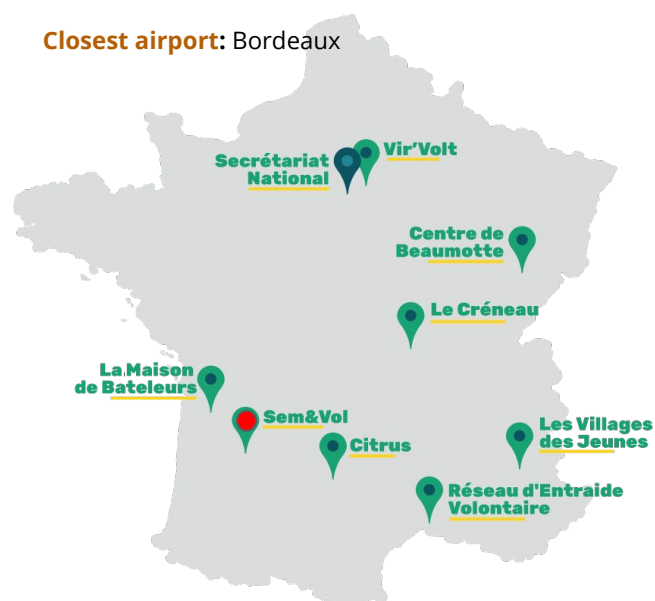 Closest airport: Bordeaux
Vir'Volt
Secrétariat
National
Centre de
Beaumotte
Le Créneau
La Maison
de Bateleurs
Sem&Vol
Citrus
Les Villages
des Jeunes
Réseau d'Entraide
Volontaire